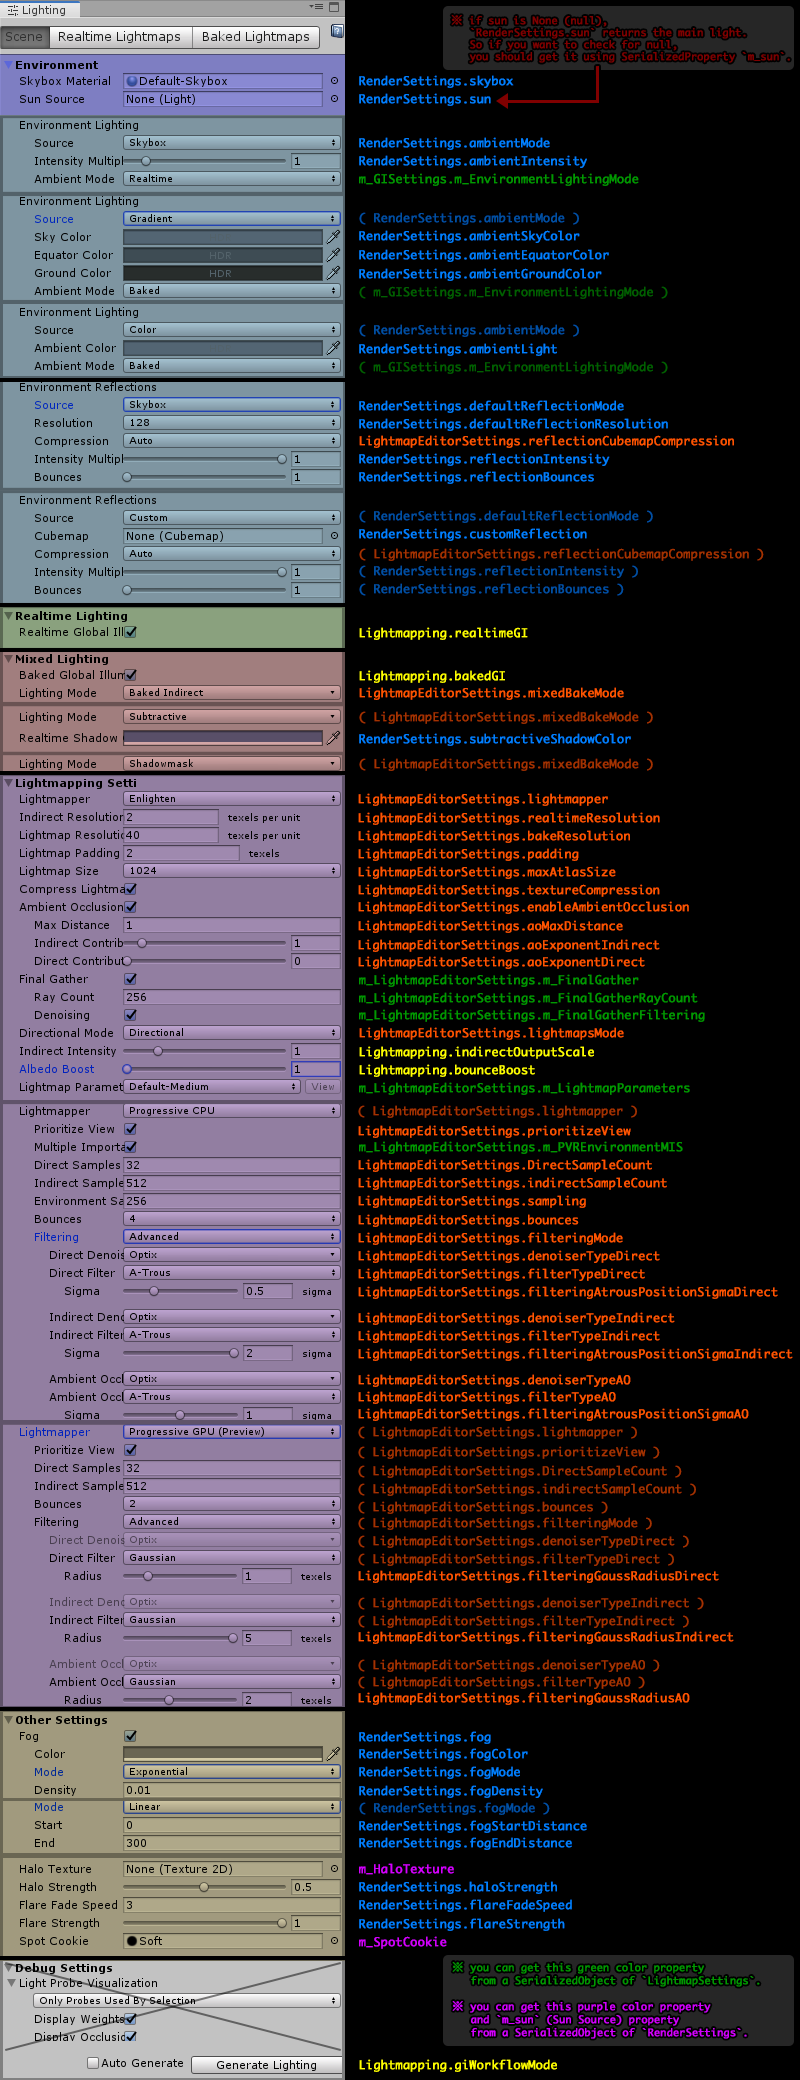 Lighting
Scene Realtime Lightmaps Baked Lightmaps
※ if sun is None (null),
`RenderSettings.sun` returns the main light.
So if you want to check for null,
you should get it using SerializedProperty `m_sun`.
Environment
Skybox Material Default-Skybox RenderSettings.skybox
Sun Source None (Light) RenderSettings.sun
Environment Lighting
Source Skybox RenderSettings.ambientMode
Intensity Multipl 1 RenderSettings.ambientIntensity
Ambient Mode Realtime m_GISettings.m_EnvironmentLightingMode
Environment Lighting
Source Gradient ( RenderSettings.ambientMode )
Sky Color RenderSettings.ambientSkyColor
Equator Color HDR RenderSettings.ambientEquatorColor
Ground Color HDR RenderSettings.ambientGroundColor
Ambient Mode Baked ( m_GISettings.m_EnvironmentLightingMode )
Environment Lighting
Source Color ( RenderSettings.ambientMode )
Ambient Color RenderSettings.ambientLight
Ambient Mode Baked ( m_GISettings.m_EnvironmentLightingMode )
Environment Reflections
Source Skybox RenderSettings.defaultReflectionMode
Resolution 128 RenderSettings.defaultReflectionResolution
Compression Auto LightmapEditorSettings.reflectionCubemapCompression
Intensity Multipl 1 RenderSettings.reflectionIntensity
Bounces 1 RenderSettings.reflectionBounces
Environment Reflections
Source Custom ( RenderSettings.defaultReflectionMode )
Cubemap None (Cubemap) RenderSettings.customReflection
Compression Auto ( LightmapEditorSettings.reflectionCubemapCompression )
Intensity Multipl 1 ( RenderSettings.reflectionIntensity )
Bounces 1 ( RenderSettings.reflectionBounces )
Realtime Lighting
Realtime Global Ill Lightmapping.realtimeGI
Mixed Lighting
Baked Global Illum Lightmapping.bakedGI
Lighting Mode Baked Indirect LightmapEditorSettings.mixedBakeMode
Lighting Mode Subtractive ( LightmapEditorSettings.mixedBakeMode )
Realtime Shadow RenderSettings.subtractiveShadowColor
Lighting Mode Shadowmask ( LightmapEditorSettings.mixedBakeMode )
Lightmapping Setti
Lightmapper Enlighten LightmapEditorSettings.lightmapper
Indirect Resolution 2 texels per unit LightmapEditorSettings.realtimeResolution
Lightmap Resolutio 40 texels per unit LightmapEditorSettings.bakeResolution
Lightmap Padding 2 texels LightmapEditorSettings.padding
Lightmap Size 1024 LightmapEditorSettings.maxAtlasSize
Compress Lightma LightmapEditorSettings.textureCompression
Ambient Occlusion LightmapEditorSettings.enableAmbientOcclusion
Max Distance 1 LightmapEditorSettings.aoMaxDistance
Indirect Contrib 1 LightmapEditorSettings.aoExponentIndirect
Direct Contribut 0 LightmapEditorSettings.aoExponentDirect
Final Gather m_LightmapEditorSettings.m_FinalGather
Ray Count 256 m_LightmapEditorSettings.m_FinalGatherRayCount
Denoising m_LightmapEditorSettings.m_FinalGatherFiltering
Directional Mode Directional LightmapEditorSettings.lightmapsMode
Indirect Intensity 1 Lightmapping.indirectOutputScale
Albedo Boost 1 Lightmapping.bounceBoost
Lightmap Paramet Default-Medium View m_LightmapEditorSettings.m_LightmapParameters
Lightmapper Progressive CPU ( LightmapEditorSettings.lightmapper )
Prioritize View LightmapEditorSettings.prioritizeView
Multiple Importa m_LightmapEditorSettings.m_PVREnvironmentMIS
Direct Samples 32 LightmapEditorSettings.DirectSampleCount
Indirect Sample 512 LightmapEditorSettings.indirectSampleCount
Environment Sa 256 LightmapEditorSettings.sampling
Bounces 4 LightmapEditorSettings.bounces
Filtering Advanced LightmapEditorSettings.filteringMode
Direct Denois Optix LightmapEditorSettings.denoiserTypeDirect
Direct Filter A-Trous LightmapEditorSettings.filterTypeDirect
Sigma 0.5 sigma LightmapEditorSettings.filteringAtrousPositionSigmaDirect
Indirect Denc Optix LightmapEditorSettings.denoiserTypeIndirect
Indirect Filter A-Trous LightmapEditorSettings.filterTypeIndirect
Sigma 2 sigma LightmapEditorSettings.filteringAtrousPositionSigmaIndirect
Ambient Occl Optix LightmapEditorSettings.denoiserTypeAO
Ambient Occl A-Trous LightmapEditorSettings.filterTypeAO
Sigma 1 sigma LightmapEditorSettings.filteringAtrousPositionSigmaAO
Lightmapper Progressive GPU (Preview) ( LightmapEditorSettings.lightmapper )
Prioritize View ( LightmapEditorSettings.prioritizeView )
Direct Samples 32 ( LightmapEditorSettings.DirectSampleCount )
Indirect Sample 512 ( LightmapEditorSettings.indirectSampleCount )
Bounces 2 ( LightmapEditorSettings.bounces )
Filtering Advanced ( LightmapEditorSettings.filteringMode )
Direct Denois Optix ( LightmapEditorSettings.denoiserTypeDirect )
Direct Filter Gaussian ( LightmapEditorSettings.filterTypeDirect )
Radius 1 texels LightmapEditorSettings.filteringGaussRadiusDirect
Indirect Denc Optix ( LightmapEditorSettings.denoiserTypeIndirect )
Indirect Filter Gaussian ( LightmapEditorSettings.filterTypeIndirect )
Radius 5 texels LightmapEditorSettings.filteringGaussRadiusIndirect
Ambient Occl Optix ( LightmapEditorSettings.denoiserTypeAO )
Ambient Occl Gaussian ( LightmapEditorSettings.filterTypeAO )
Radius 2 texels LightmapEditorSettings.filteringGaussRadiusAO
Other Settings
Fog RenderSettings.fog
Color RenderSettings.fogColor
Mode Exponential RenderSettings.fogMode
Density 0.01 RenderSettings.fogDensity
Mode Linear ( RenderSettings.fogMode )
Start 0 RenderSettings.fogStartDistance
End 300 RenderSettings.fogEndDistance
Halo Texture None (Texture 2D) m_HaloTexture
Halo Strength 0.5 RenderSettings.haloStrength
Flare Fade Speed 3 RenderSettings.flareFadeSpeed
Flare Strength 1 RenderSettings.flareStrength
Spot Cookie Soft m_SpotCookie
Debug Settings
Light Probe Visualization
Only Probes Used By Selection
Display Weights
Display Occlusic
※ you can get this green color property
from a SerializedObject of `LightmapSettings`.
※ you can get this purple color property
and `m_sun` (Sun Source) property
from a SerializedObject of `RenderSettings`.
Auto Generate Generate Lighting Lightmapping.giWorkflowMode